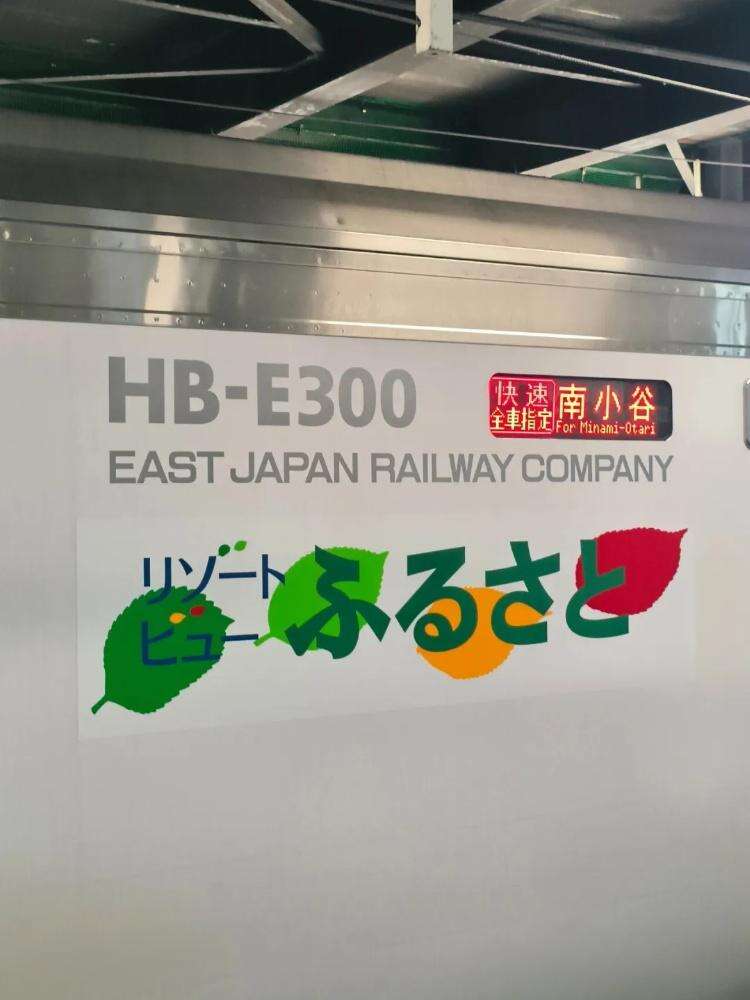 HB-E300
快速
全車指定
南小谷
For Minami-Otari
EAST JAPAN RAILWAY COMPANY
リゾート
ビュー
ふるさと